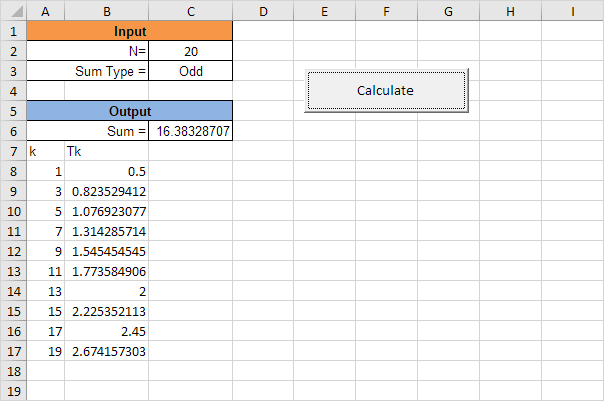 A B C D E F G H I
1 Input
2 N= 20
3 Sum Type = Odd
4 Calculate
5 Output
6 Sum = 16.38328707
7 k Tk
8 1 0.5
9 3 0.823529412
10 5 1.076923077
11 7 1.314285714
12 9 1.545454545
13 11 1.773584906
14 13 2
15 15 2.225352113
16 17 2.45
17 19 2.674157303
18
19